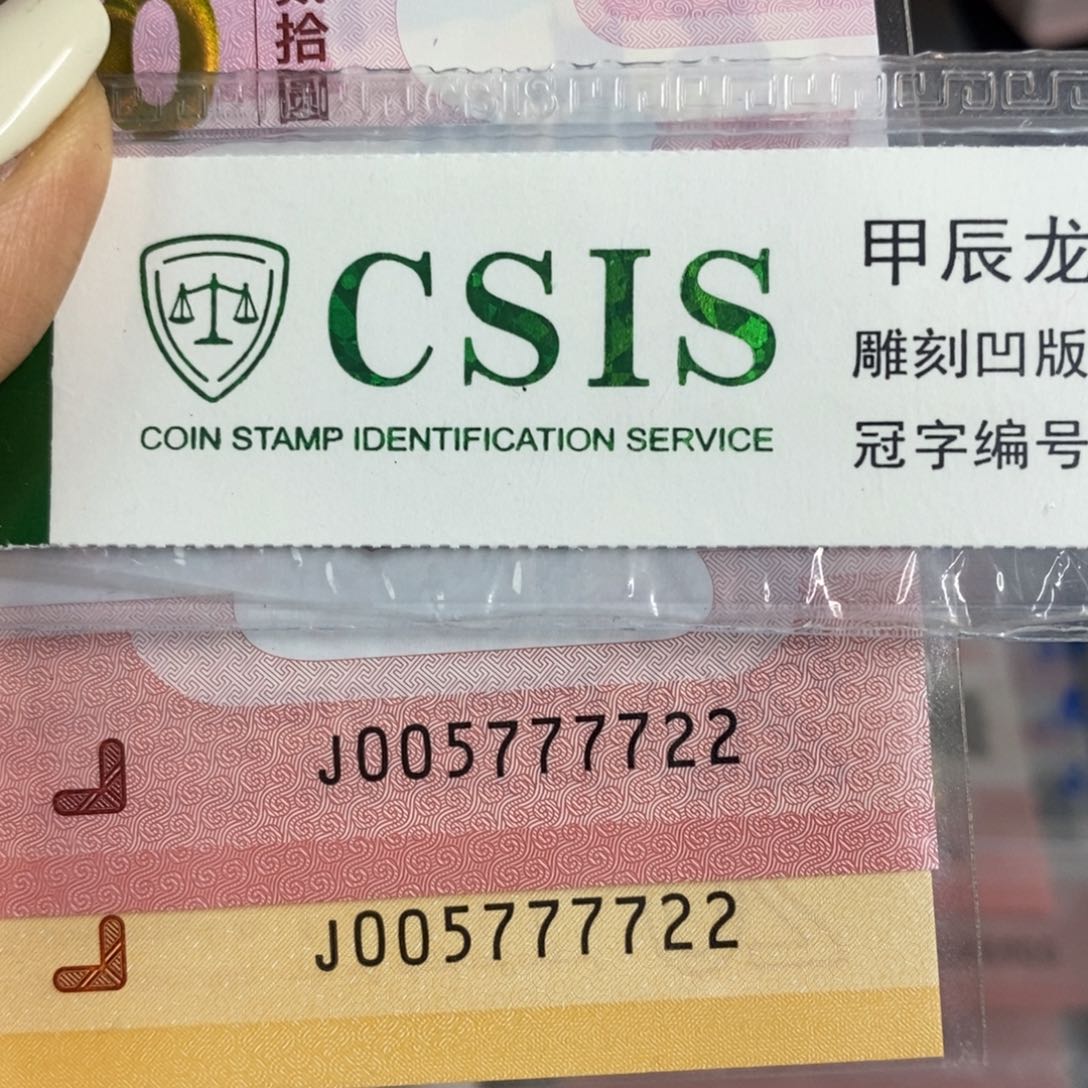 拾
圆
CSIS
CSIS
甲辰龙
雕刻凹版
COIN STAMP IDENTIFICATION SERVICE
冠字编号
J005777722
J005777722